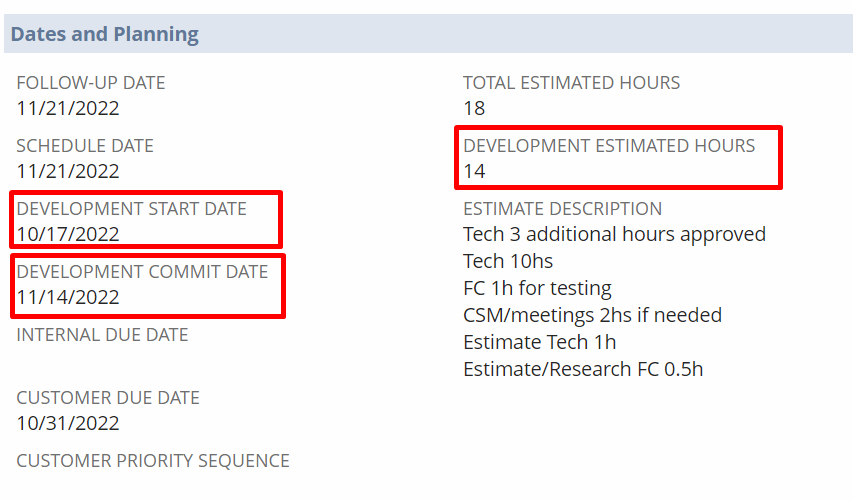 Dates and Planning
FOLLOW-UP DATE
11/21/2022
SCHEDULE DATE
11/21/2022
DEVELOPMENT START DATE
10/17/2022
DEVELOPMENT COMMIT DATE
11/14/2022
INTERNAL DUE DATE
CUSTOMER DUE DATE
10/31/2022
CUSTOMER PRIORITY SEQUENCE
TOTAL ESTIMATED HOURS
18
DEVELOPMENT ESTIMATED HOURS
14
ESTIMATE DESCRIPTION
Tech 3 additional hours approved
Tech 10hs
FC 1h for testing
CSM/meetings 2hs if needed
Estimate Tech 1h
Estimate/Research FC 0.5h